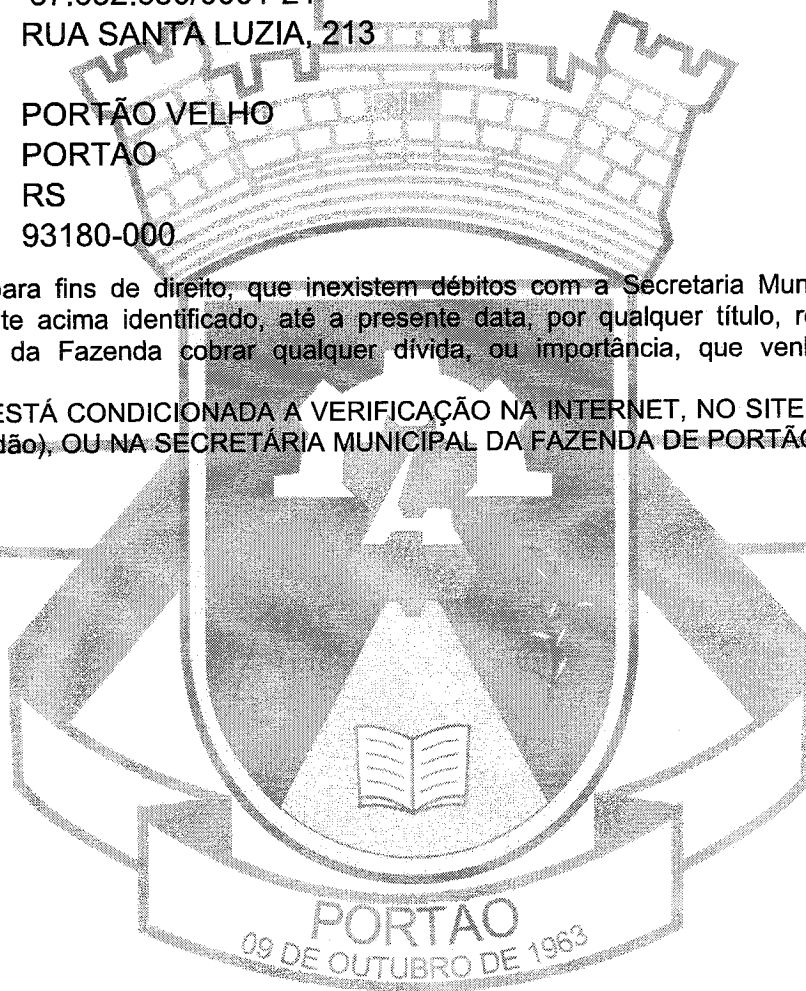 RUA SANTA LUZIA, 213
PORTÃO VELHO
PORTAO
RS
93180-000
para fins de direito, que inexistem débitos com a Secretaria Mun
te acima identificado, até a presente data, por qualquer título, r
da Fazenda cobrar qualquer dívida, ou importância, que ven
ESTÁ CONDICIONADA A VERIFICAÇÃO NA INTERNET, NO SITE
dão), OU NA SECRETÁRIA MUNICIPAL DA FAZENDA DE PORTÃO
PORTAO
09 DE OUTUBRO DE 1963